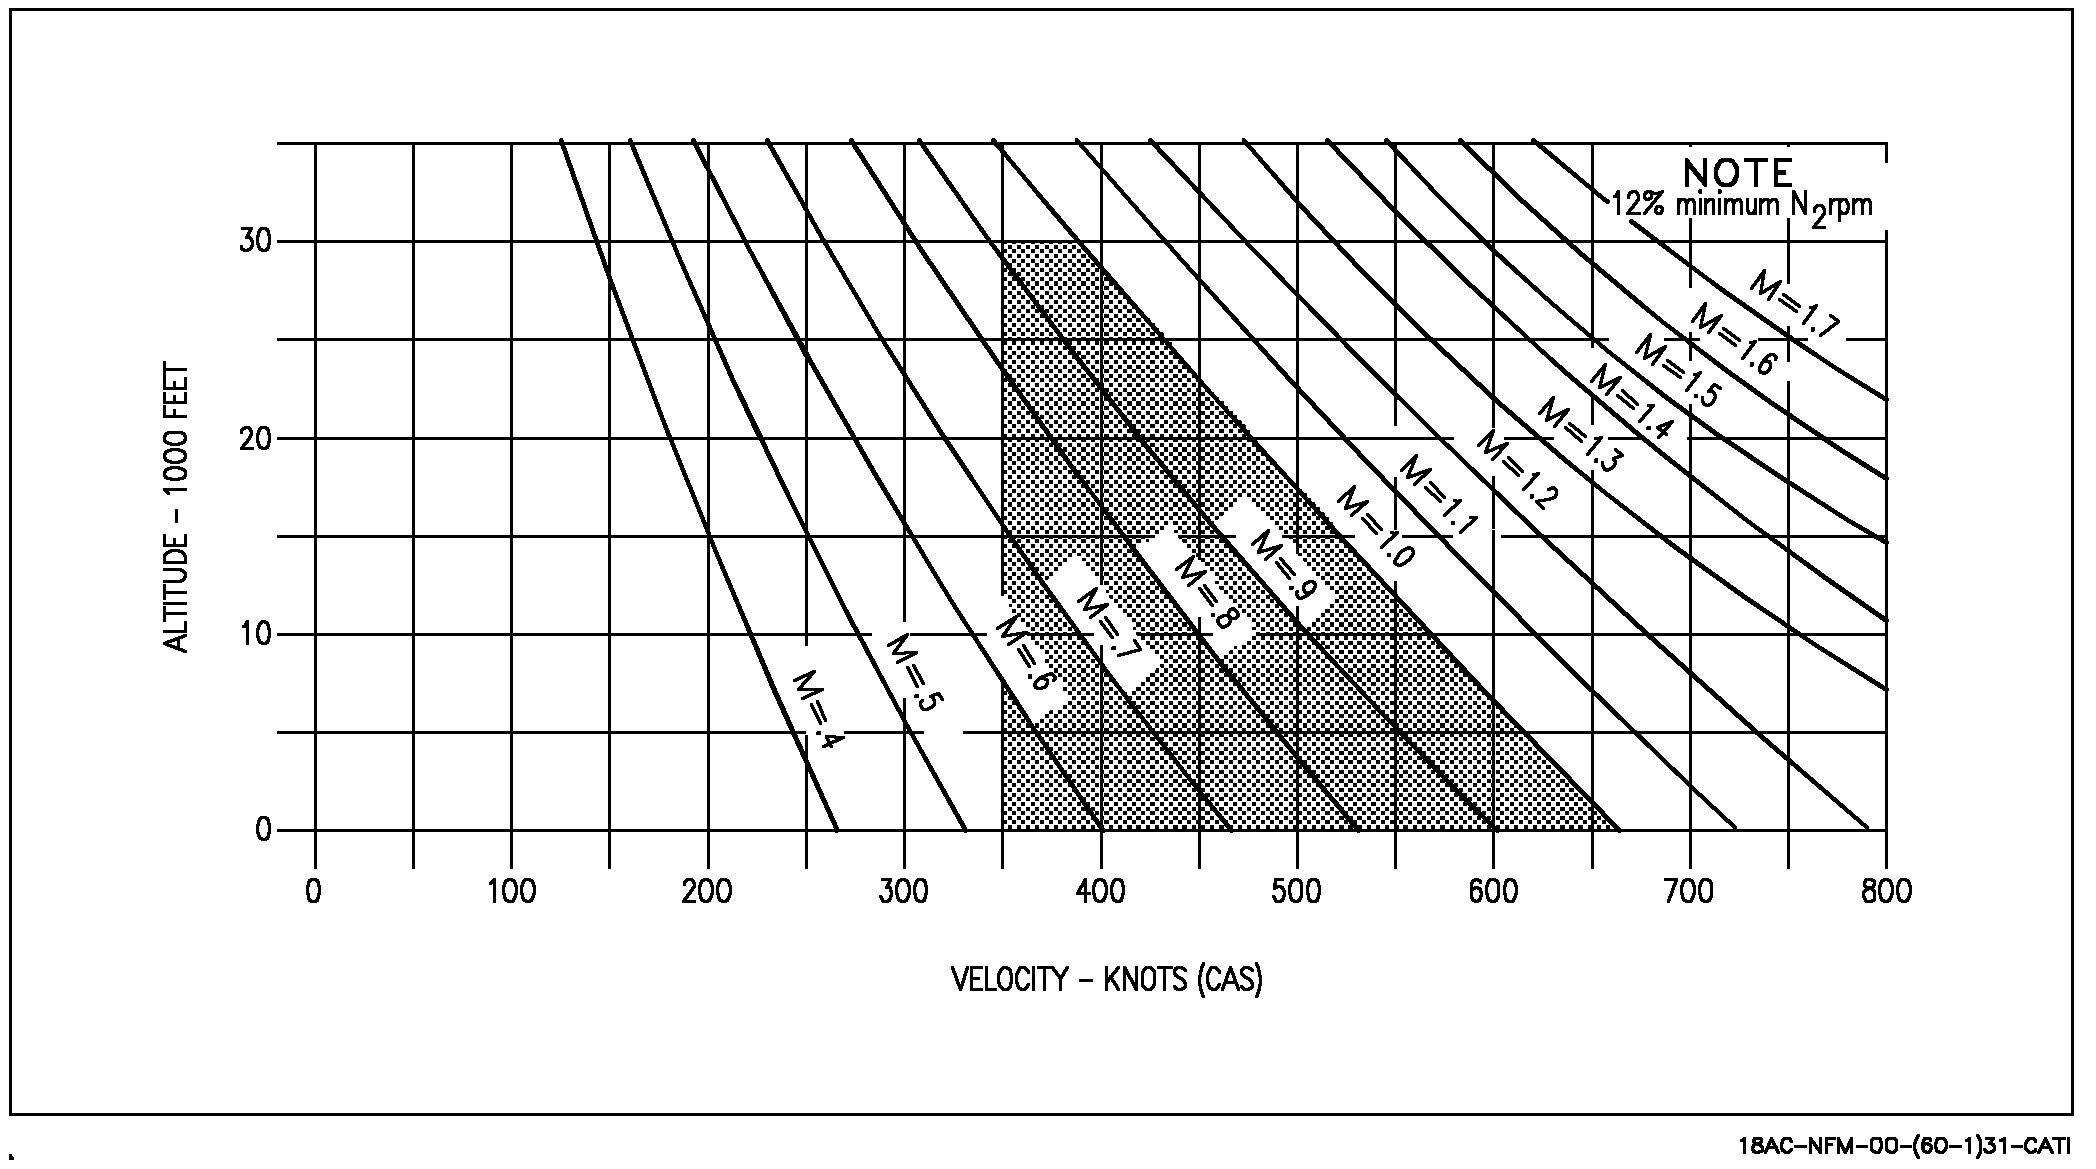 NOTE
12% minimum N2rpm
30
20
10
0
ALTITUDE - 1000 FEET
M=.4
M=.5
M=.6
M=.7
M=.8
M=.9
M=1.0
M=1.1
M=1.2
M=1.3
M=1.4
M=1.5
M=1.6
M=1.7
0 100 200 300 400 500 600 700 800
VELOCITY - KNOTS (CAS)
18AC-NFM-00-(60-1)31-CATI